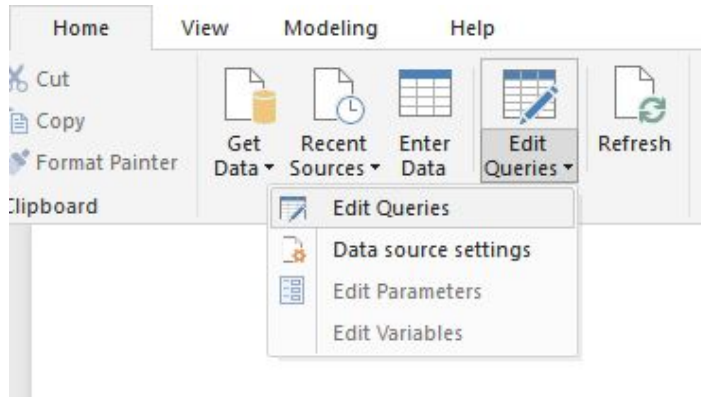 Home View Modeling Help
Cut
Copy
Format Painter
Clipboard
Get Data
Recent Sources
Enter Data
Edit Queries
Refresh
Edit Queries
Data source settings
Edit Parameters
Edit Variables